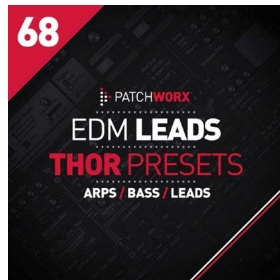 68
PATCHWORX
EDM LEADS
THOR PRESETS
ARPS / BASS / LEADS